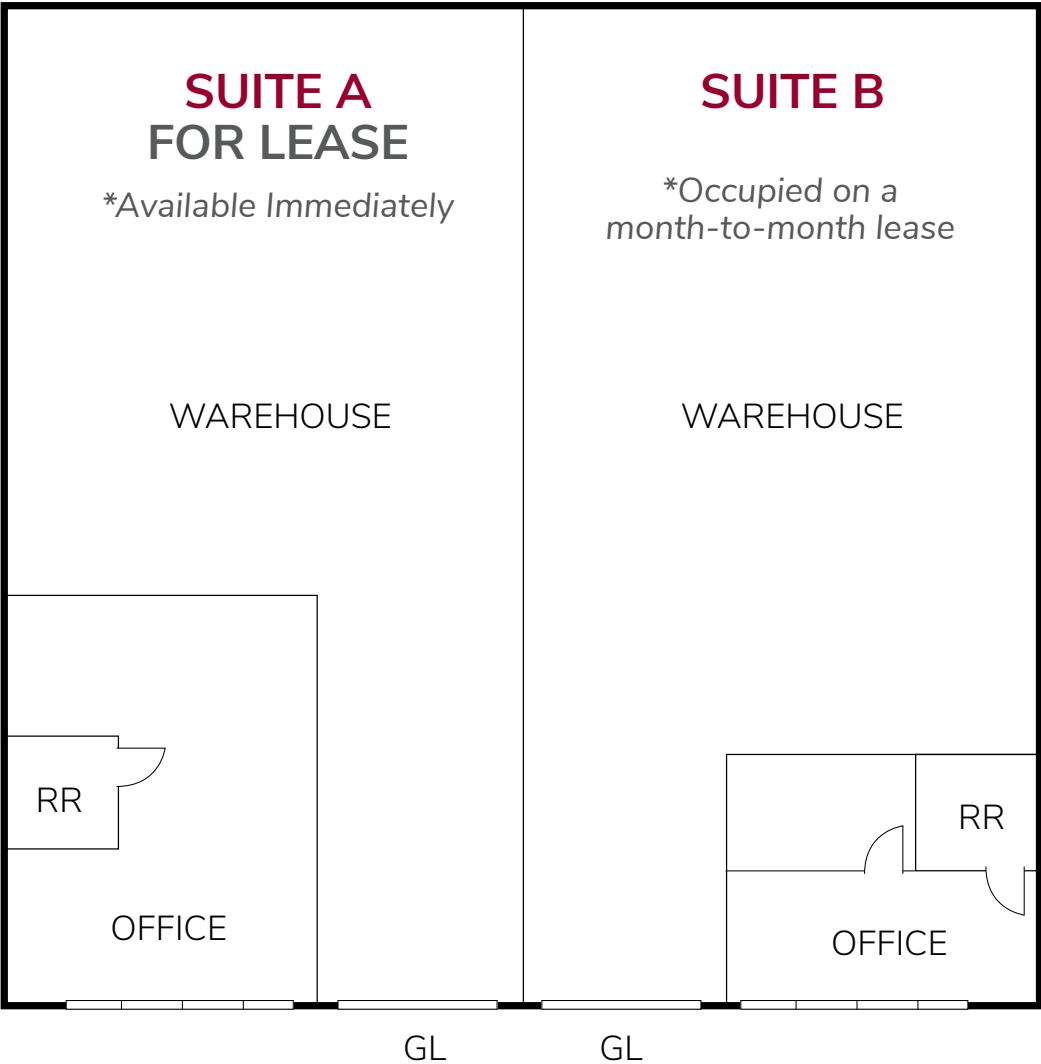 SUITE A
FOR LEASE
*Available Immediately
SUITE B
*Occupied on a
month-to-month lease
WAREHOUSE
WAREHOUSE
RR
OFFICE
RR
OFFICE
GL
GL